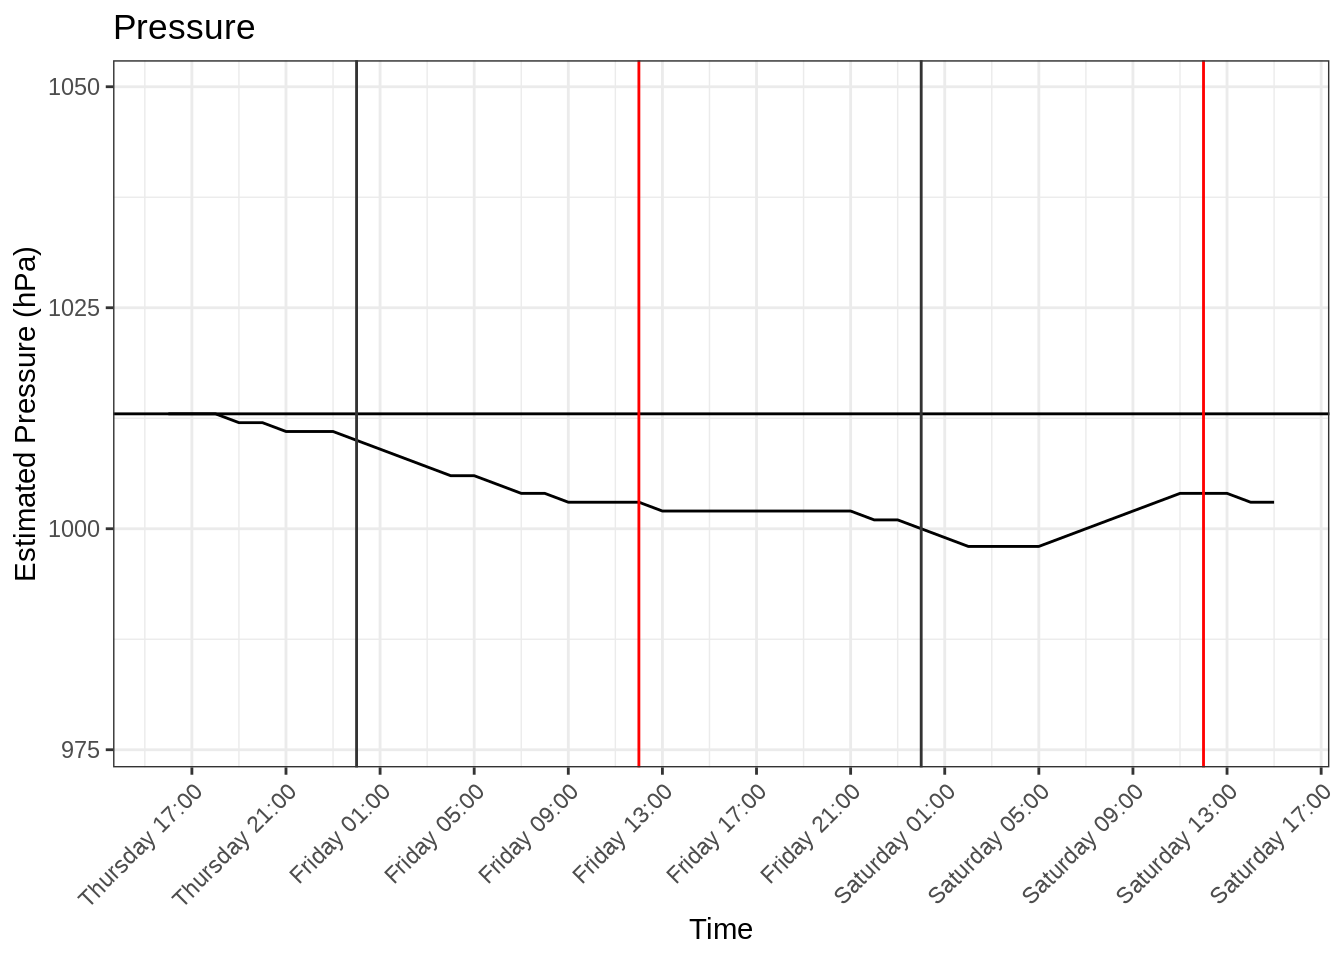 Pressure
Estimated Pressure (hPa)
1050
1025
1000
975
Thursday 17:00
Thursday 21:00
Friday 01:00
Friday 05:00
Friday 09:00
Friday 13:00
Friday 17:00
Friday 21:00
Saturday 01:00
Saturday 05:00
Saturday 09:00
Saturday 13:00
Saturday 17:00
Time